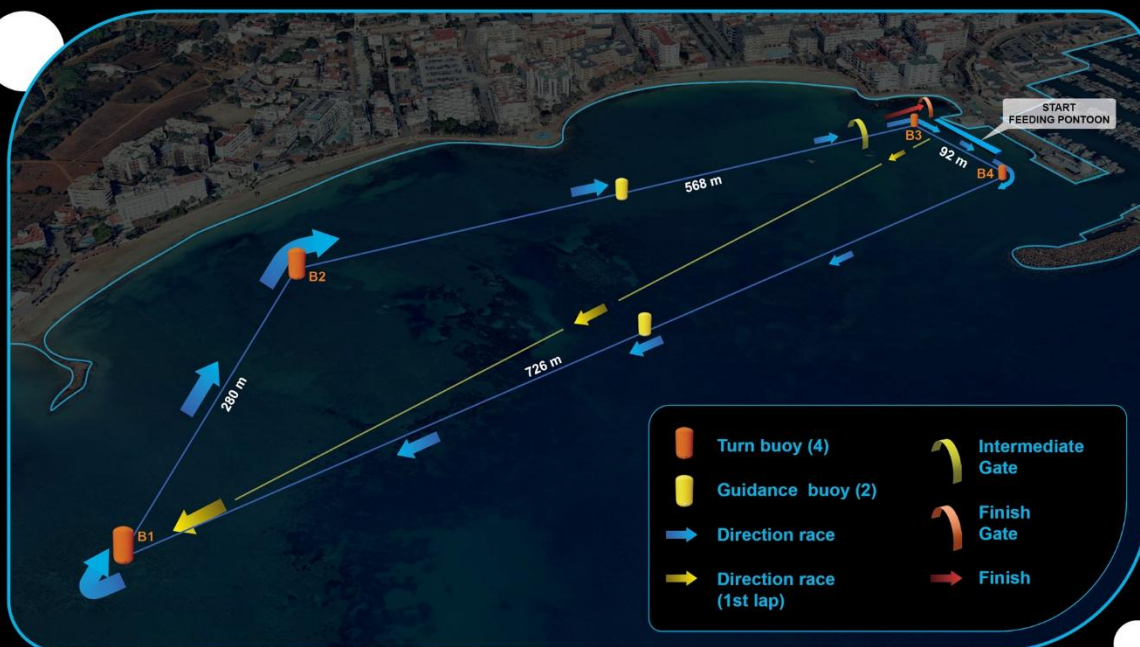 START
FEEDING PONTOON
B3
92 m
B4
568 m
B2
726 m
280 m
B1
Turn buoy (4)
Guidance buoy (2)
Direction race
Direction race
(1st lap)
Intermediate
Gate
Finish
Gate
Finish